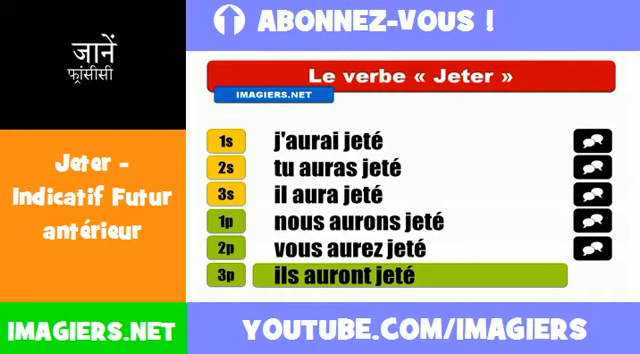 जानें
फ्रांसीसी
ABONNEZ-VOUS !
Le verbe « Jeter »
IMAGIERS.NET
1s j'aurai jeté
2s tu auras jeté
3s il aura jeté
1p nous aurons jeté
2p vous aurez jeté
3p ils auront jeté
Jeter -
Indicatif Futur
antérieur
IMAGIERS.NET
YOUTUBE.COM/IMAGIERS